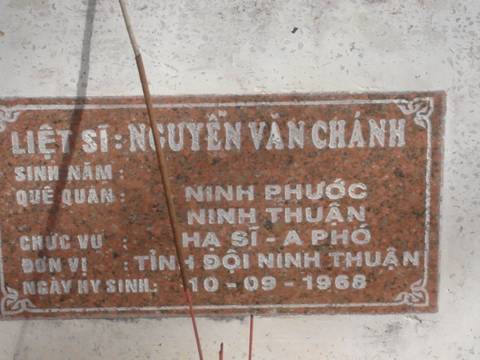 LIỆT SĨ : NGUYỄN VĂN CHÁNH
SINH NĂM :
QUÊ QUÁN : NINH PHƯỚC
NINH THUẬN
CHỨC VỤ : HẠ SĨ - A PHÓ
ĐƠN VỊ : TỈNH ĐỘI NINH THUẬN
NGÀY HY SINH : 10 - 09 - 1968